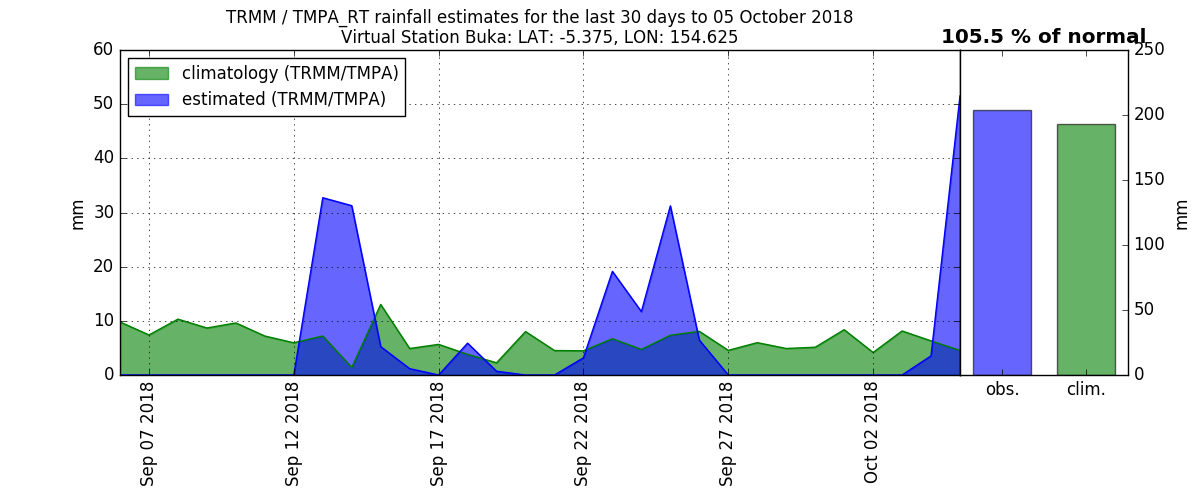 TRMM / TMPA_RT rainfall estimates for the last 30 days to 05 October 2018
Virtual Station Buka: LAT: -5.375, LON: 154.625
105.5 % of normal
climatology (TRMM/TMPA)
estimated (TRMM/TMPA)
60
50
40
30
20
10
0
mm
Sep 07 2018
Sep 12 2018
Sep 17 2018
Sep 22 2018
Sep 27 2018
Oct 02 2018
obs.
clim.
250
200
150
100
50
0
mm